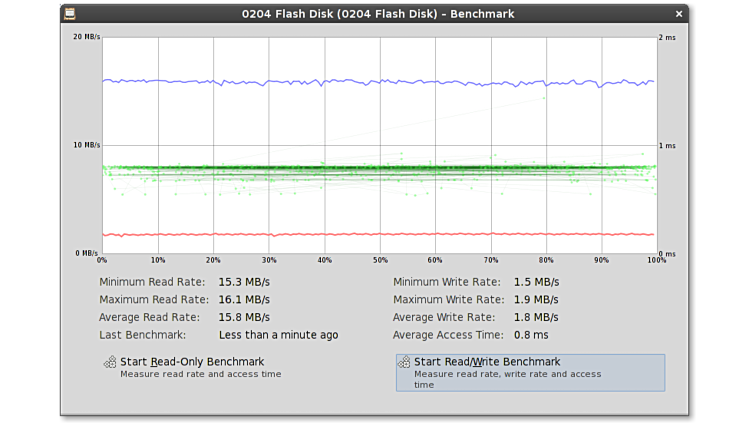 0204 Flash Disk (0204 Flash Disk) – Benchmark
20 MB/s
2 ms
10 MB/s
1 ms
0 MB/s
0 ms
0% 10% 20% 30% 40% 50% 60% 70% 80% 90% 100%
Minimum Read Rate: 15.3 MB/s
Minimum Write Rate: 1.5 MB/s
Maximum Read Rate: 16.1 MB/s
Maximum Write Rate: 1.9 MB/s
Average Read Rate: 15.8 MB/s
Average Write Rate: 1.8 MB/s
Last Benchmark: Less than a minute ago
Average Access Time: 0.8 ms
Start Read-Only Benchmark
Measure read rate and access time
Start Read/Write Benchmark
Measure read rate, write rate and access
time